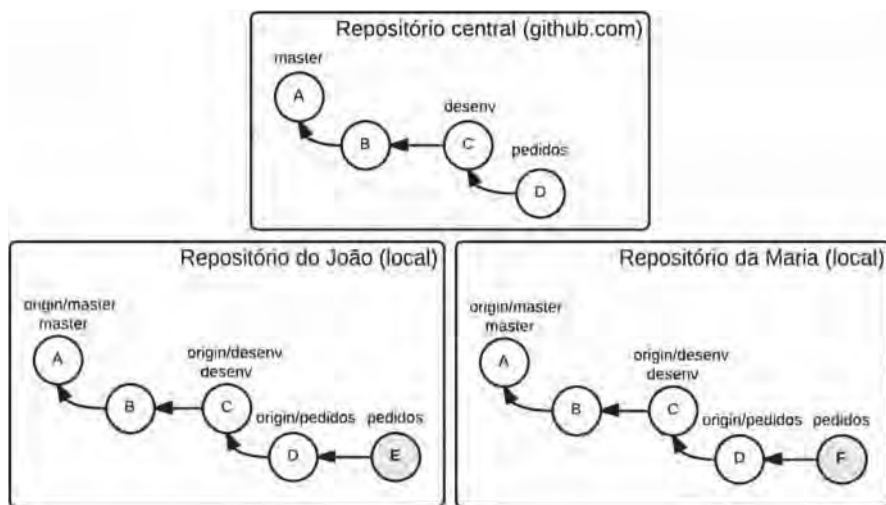 Repositório central (github.com)
master
A
desenv
B
C
pedidos
D
Repositório do João (local)
origin/master
master
A
origin/desenv
desenv
B
C
origin/pedidos
pedidos
D
E
Repositório da Maria (local)
origin/master
master
A
origin/desenv
desenv
B
C
origin/pedidos
pedidos
D
F